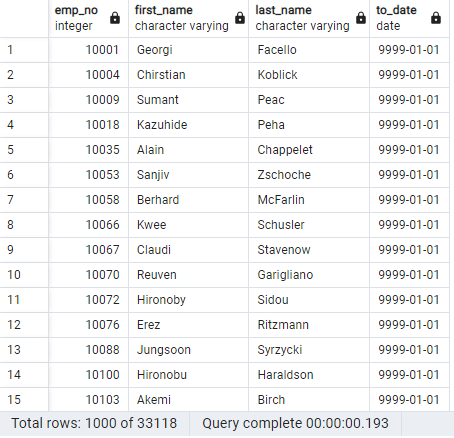 emp_no first_name last_name to_date
integer character varying character varying date
1 10001 Georgi Facello 9999-01-01
2 10004 Chirstian Koblick 9999-01-01
3 10009 Sumant Peac 9999-01-01
4 10018 Kazuhide Peha 9999-01-01
5 10035 Alain Chappelet 9999-01-01
6 10053 Sanjiv Zschoche 9999-01-01
7 10058 Berhard McFarlin 9999-01-01
8 10066 Kwee Schusler 9999-01-01
9 10067 Claudi Stavenow 9999-01-01
10 10070 Reuven Garigliano 9999-01-01
11 10072 Hironoby Sidou 9999-01-01
12 10076 Erez Ritzmann 9999-01-01
13 10088 Jungsoon Syrzycki 9999-01-01
14 10100 Hironobu Haraldson 9999-01-01
15 10103 Akemi Birch 9999-01-01
Total rows: 1000 of 33118 Query complete 00:00:00.193